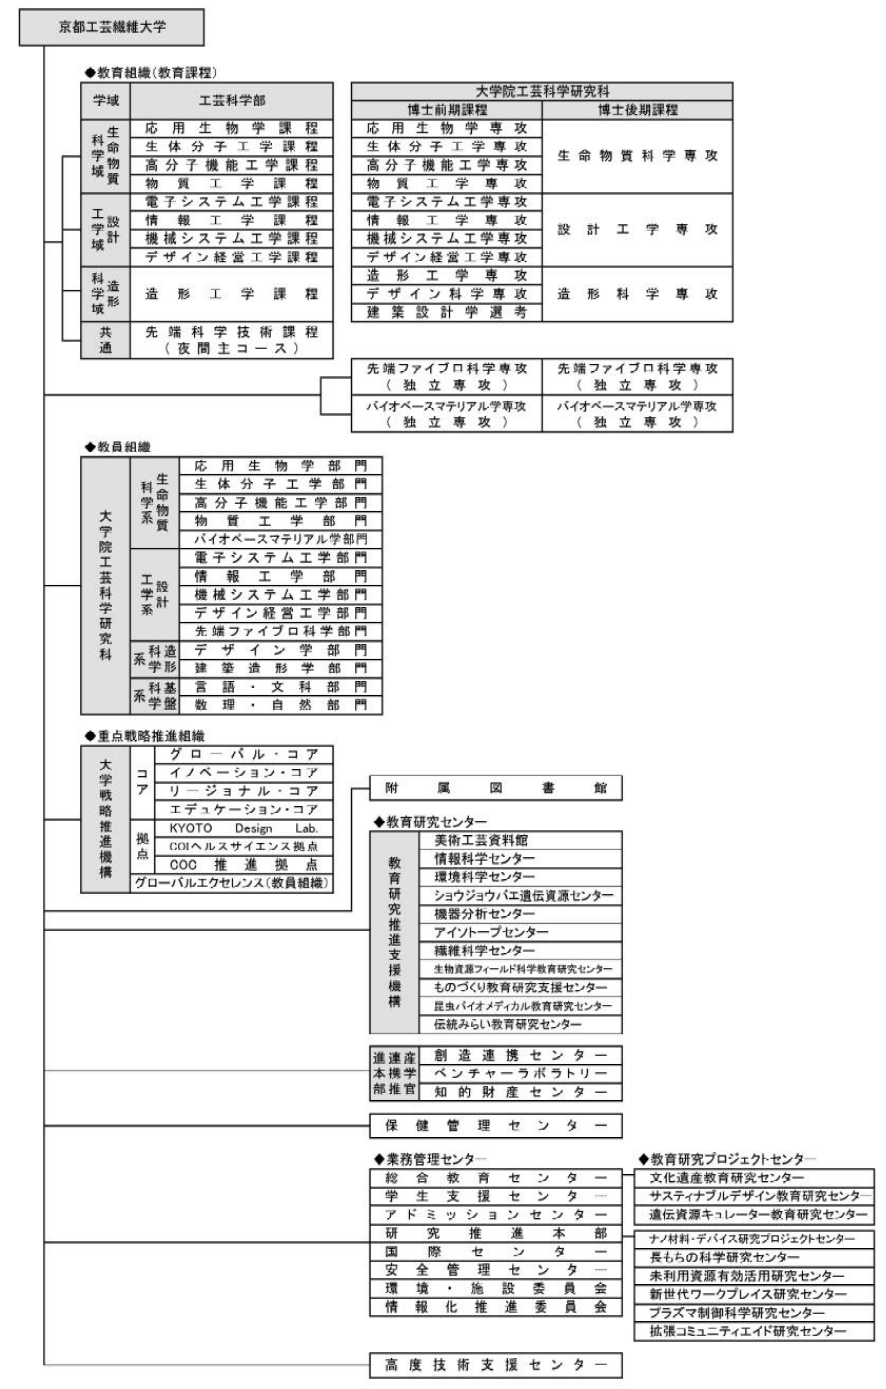 京都工芸繊維大学
◆教育組織(教育課程)
学域
工芸科学部
大学院工芸科学研究科
博士前期課程
博士後期課程
生命物質科学域
応用生物学課程
生体分子工学課程
高分子機能工学課程
物質工学課程
応用生物学専攻
生体分子工学専攻
高分子機能工学専攻
物質工学専攻
生命物質科学専攻
設計工学域
電子システム工学課程
情報工学課程
機械システム工学課程
デザイン経営工学課程
電子システム工学専攻
情報工学専攻
機械システム工学専攻
デザイン経営工学専攻
設計工学専攻
造形科学域
造形工学課程
造形工学専攻
デザイン科学専攻
建築設計学選考
造形科学専攻
共通
先端科学技術課程
(夜間主コース)
先端ファイブロ科学専攻
(独立専攻)
先端ファイブロ科学専攻
(独立専攻)
バイオベースマテリアル学専攻
(独立専攻)
バイオベースマテリアル学専攻
(独立専攻)
◆教員組織
大学院工芸科学研究科
生命物質科学系
応用生物学部門
生体分子工学部門
高分子機能工学部門
物質工学部門
バイオベースマテリアル学部門
設計工学系
電子システム工学部門
情報工学部門
機械システム工学部門
デザイン経営工学部門
先端ファイブロ科学部門
造形科学系
デザイン学部門
建築造形学部門
基盤科学系
言語・文科部門
数理・自然部門
◆重点戦略推進組織
大学戦略推進機構
コア
グローバル・コア
イノベーション・コア
リージョナル・コア
エデュケーション・コア
拠点
KYOTO Design Lab.
COIヘルスサイエンス拠点
COC推進拠点
グローバルエクセレンス(教員組織)
附属図書館
◆教育研究センター
教育研究推進支援機構
美術工芸資料館
情報科学センター
環境科学センター
ショウジョウバエ遺伝資源センター
機器分析センター
アイソトープセンター
繊維科学センター
生物資源フィールド科学教育研究センター
ものづくり教育研究支援センター
昆虫バイオメディカル教育研究センター
伝統みらい教育研究センター
産学官連携推進本部
創造連携センター
ベンチャーラボラトリー
知的財産センター
保健管理センター
◆業務管理センター
総合教育センター
学生支援センター
アドミッションセンター
研究推進本部
国際センター
安全管理センター
環境・施設委員会
情報化推進委員会
◆教育研究プロジェクトセンター
文化遺産教育研究センター
サスティナブルデザイン教育研究センター
遺伝資源キュレーター教育研究センター
ナノ材料・デバイス研究プロジェクトセンター
長もちの科学研究センター
未利用資源有効活用研究センター
新世代ワークプレイス研究センター
プラズマ制御科学研究センター
拡張コミュニティエイド研究センター
高度技術支援センター